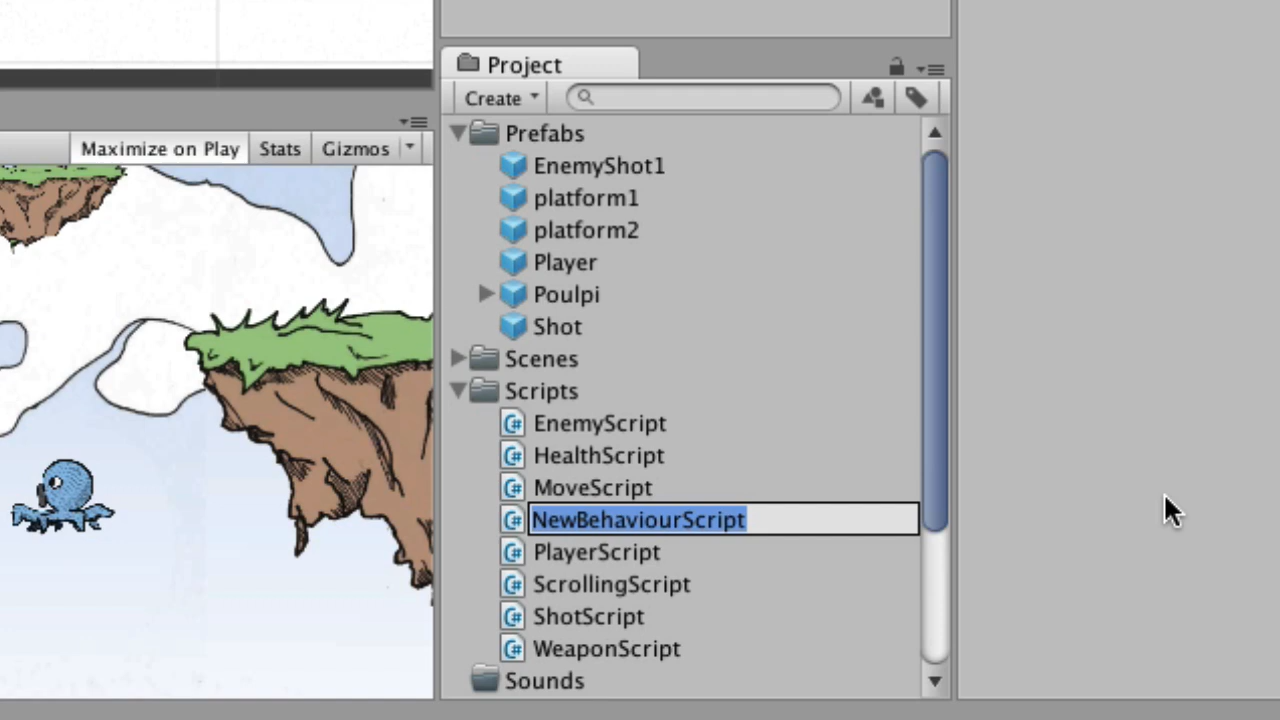 Project
Create
Maximize on Play Stats Gizmos
Prefabs
EnemyShot1
platform1
platform2
Player
Poulpi
Shot
Scenes
Scripts
EnemyScript
HealthScript
MoveScript
NewBehaviourScript
PlayerScript
ScrollingScript
ShotScript
WeaponScript
Sounds